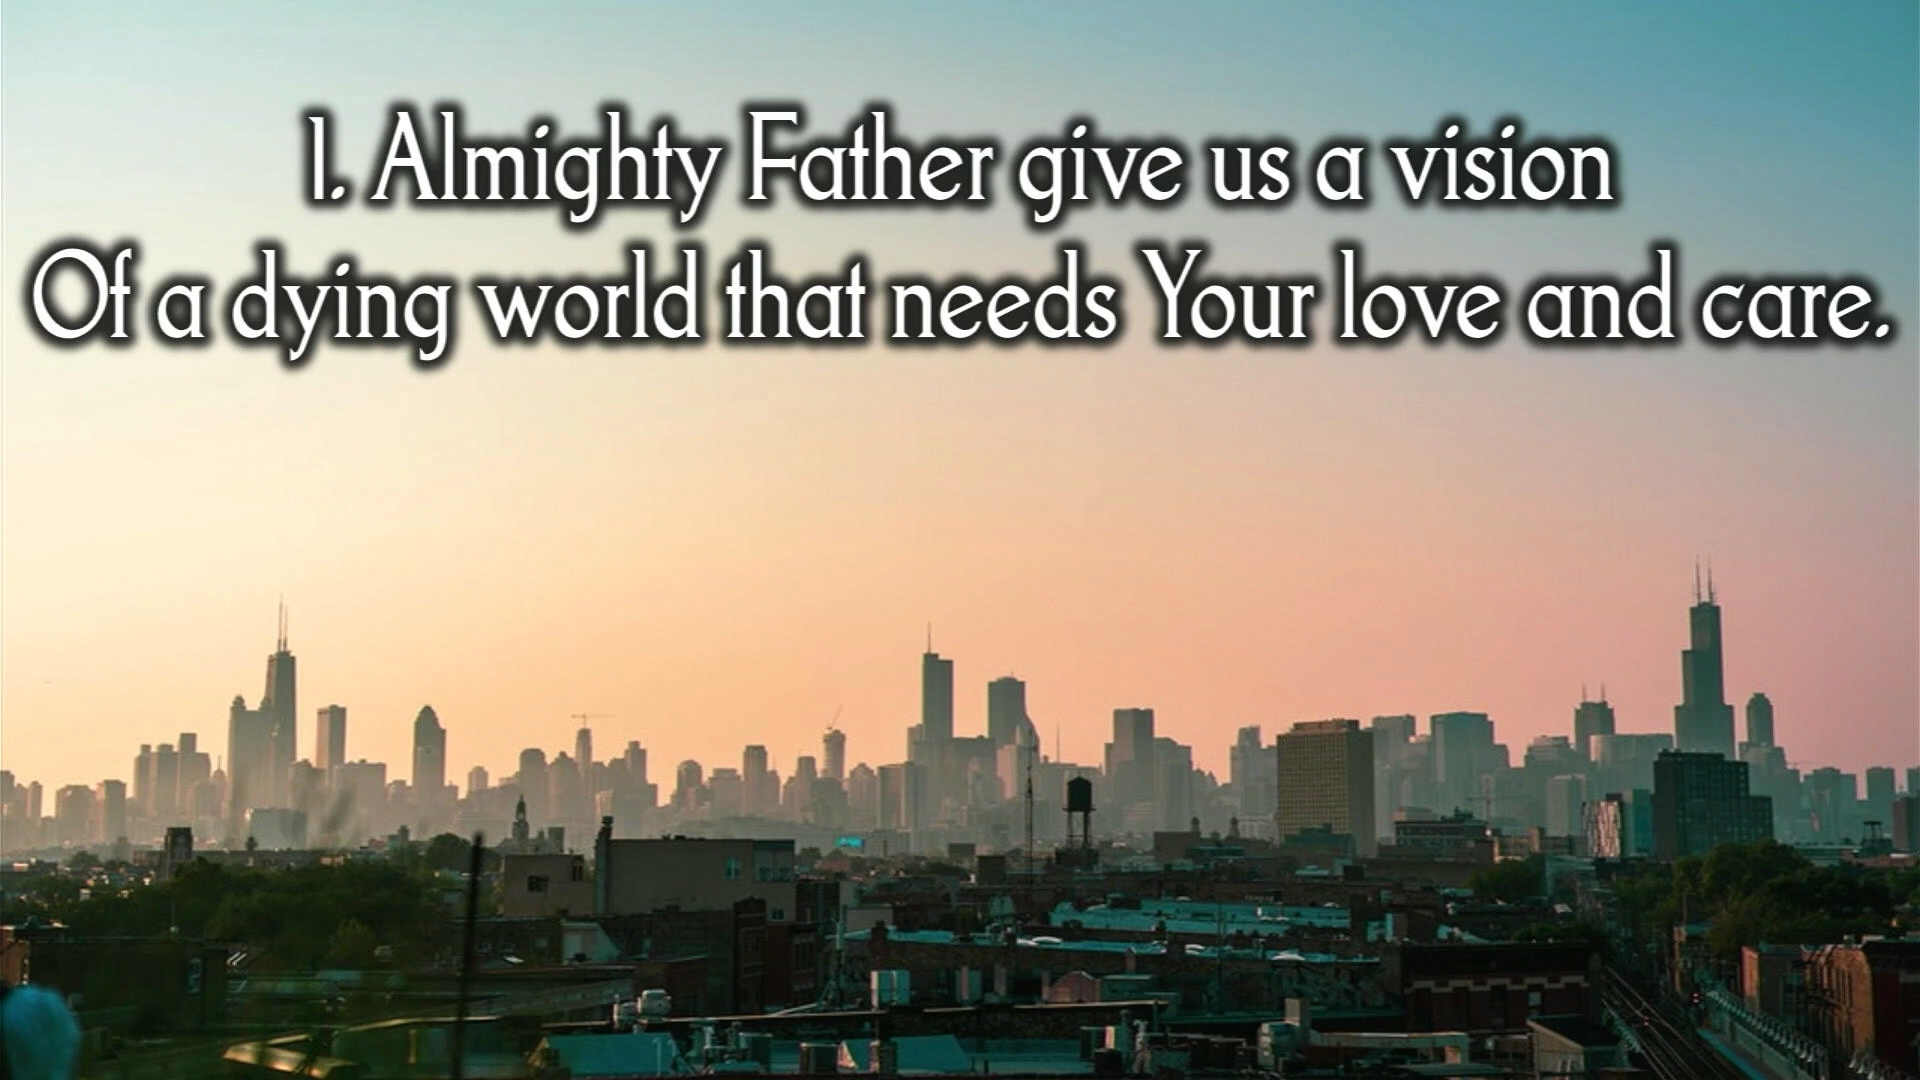 1. Almighty Father give us a vision
Of a dying world that needs Your love and care.